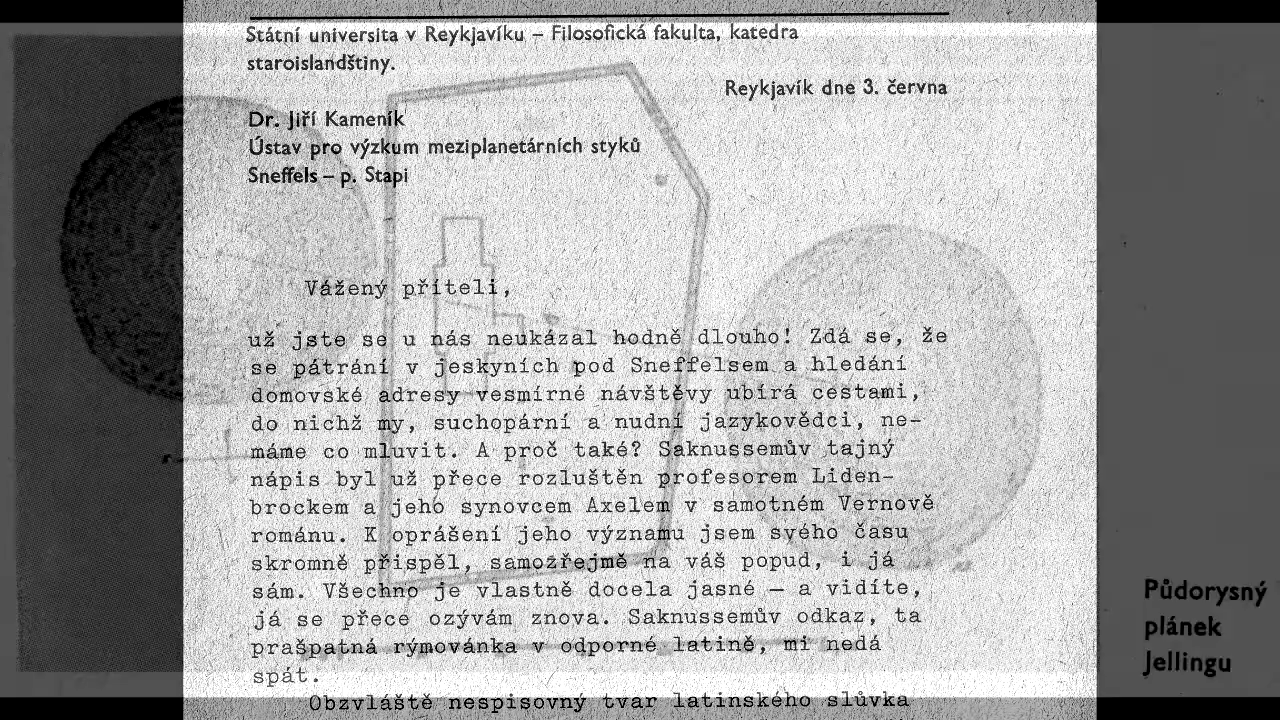 Státní universita v Reykjavíku – Filosofická fakulta, katedra
staroislandštiny.
Reykjavík dne 3. června
Dr. Jiří Kameník
Ústav pro výzkum meziplanetárních styků
Sneffels – p. Stapi
Vážený příteli,
už jste se u nás neukázal hodně dlouho! Zdá se, že
se pátrání v jeskyních pod Sneffelsem a hledání
domovské adresy vesmírné návštěvy ubírá cestami,
do nichž my, suchopární a nudní jazykovědci, ne-
máme co mluvit. A proč také? Saknussemův tajný
nápis byl už přece rozluštěn profesorem Liden-
brockem a jeho synovcem Axelem v samotném Vernově
románu. K oprášení jeho významu jsem svého času
skromně přispěl, samozřejmě na váš popud, i já
sám. Všechno je vlastně docela jasné – a vidíte,
já se přece ozývám znova. Saknussemův odkaz, ta
prašpatná rýmovánka v odporné latině, mi nedá
spát.
Obzvláště nespisovný tvar latinského slůvka
Půdorysný
plánek
Jellingu